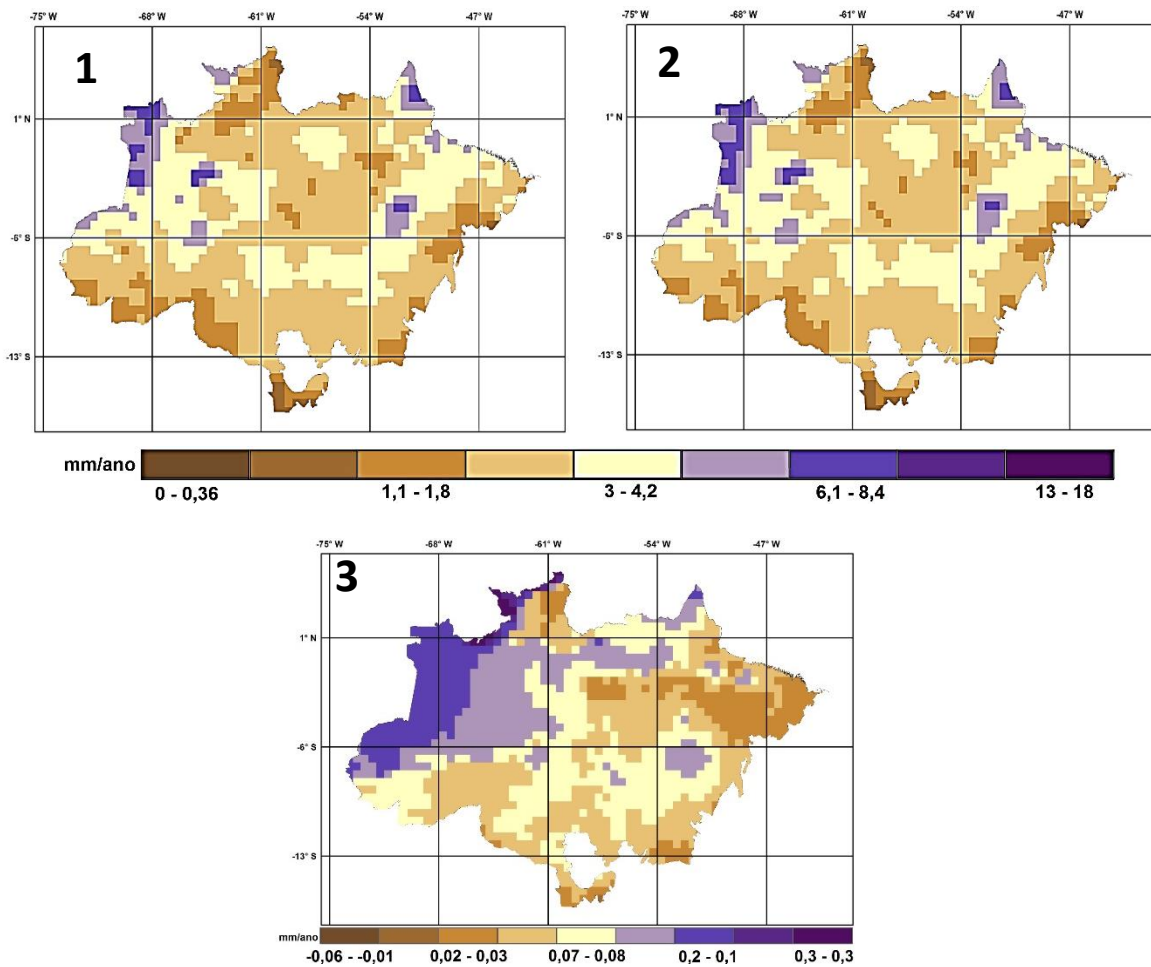 -75° W -68° W -61° W -54° W -47° W
1
1° N
-6° S
-13° S
-75° W -68° W -61° W -54° W -47° W
2
1° N
-6° S
-13° S
mm/ano
0 - 0,36 1,1 - 1,8 3 - 4,2 6,1 - 8,4 13 - 18
-75° W -68° W -61° W -54° W -47° W
3
1° N
-6° S
-13° S
mm/ano
-0,06 - -0,01 0,02 - 0,03 0,07 - 0,08 0,2 - 0,1 0,3 - 0,3